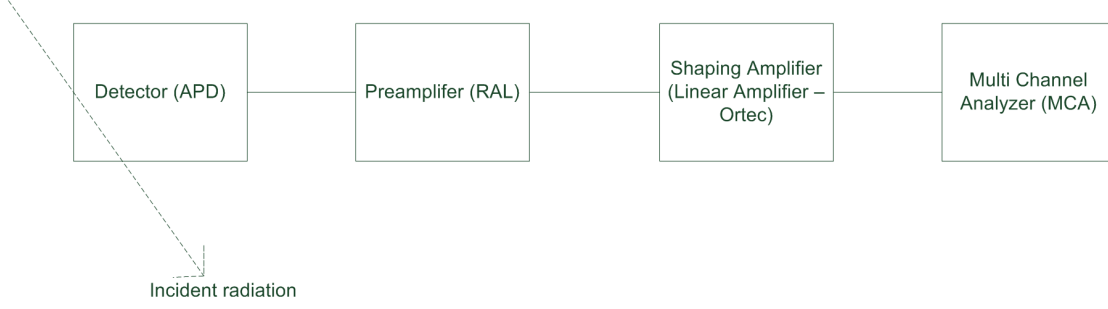 Detector (APD)
Preamplifer (RAL)
Shaping Amplifier
(Linear Amplifier –
Ortec)
Multi Channel
Analyzer (MCA)
Incident radiation